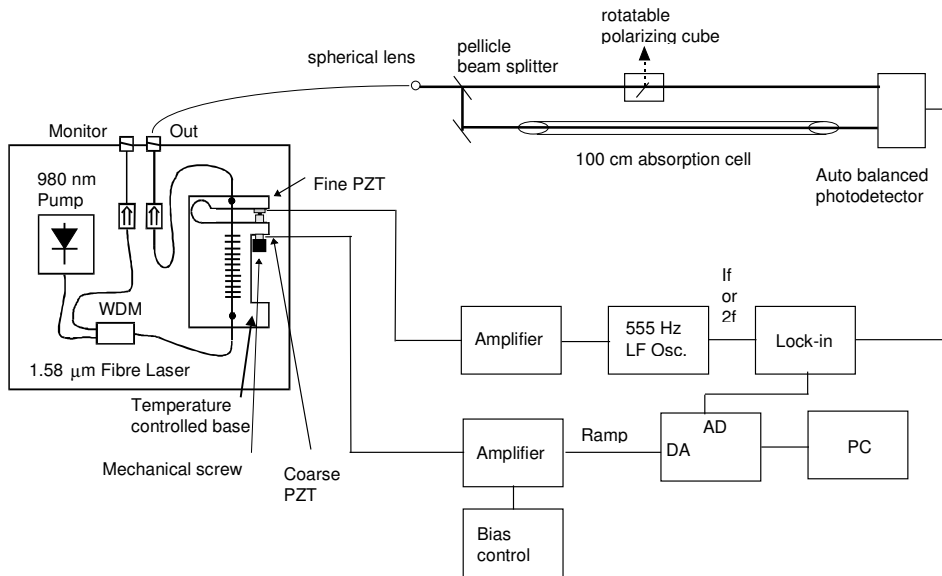 rotatable
polarizing cube
pellicle
beam splitter
spherical lens
Monitor
Out
100 cm absorption cell
Auto balanced
photodetector
980 nm
Pump
Fine PZT
WDM
1.58 μm Fibre Laser
If
or
2f
Amplifier
555 Hz
LF Osc.
Lock-in
Temperature
controlled base
Mechanical screw
Coarse
PZT
Amplifier
Ramp
AD
DA
PC
Bias
control